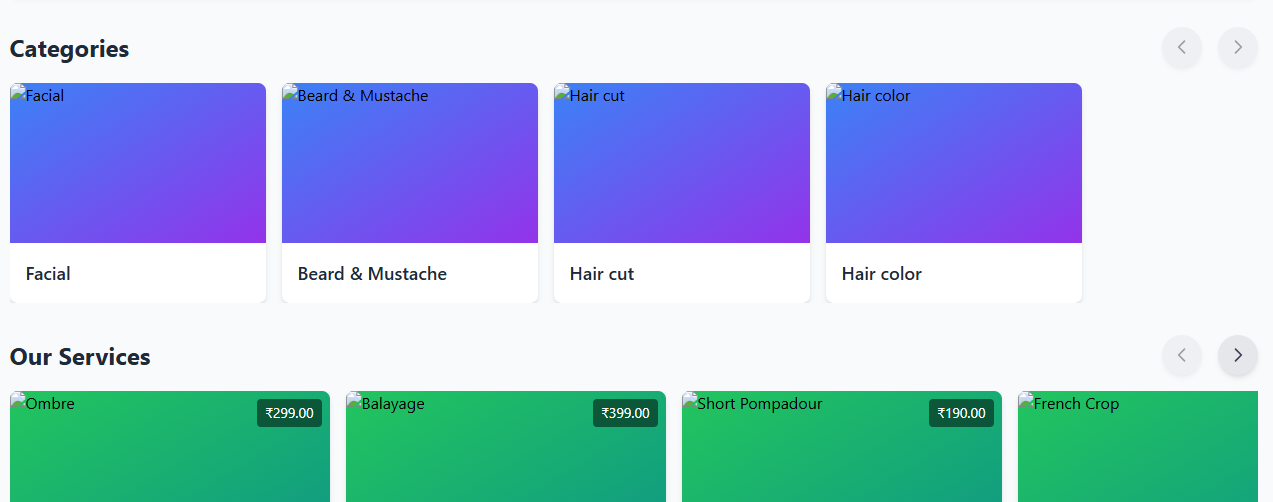 Categories
Facial
Beard & Mustache
Hair cut
Hair color
Facial
Beard & Mustache
Hair cut
Hair color
Our Services
Ombre
₹299.00
Balayage
₹399.00
Short Pompadour
₹190.00
French Crop